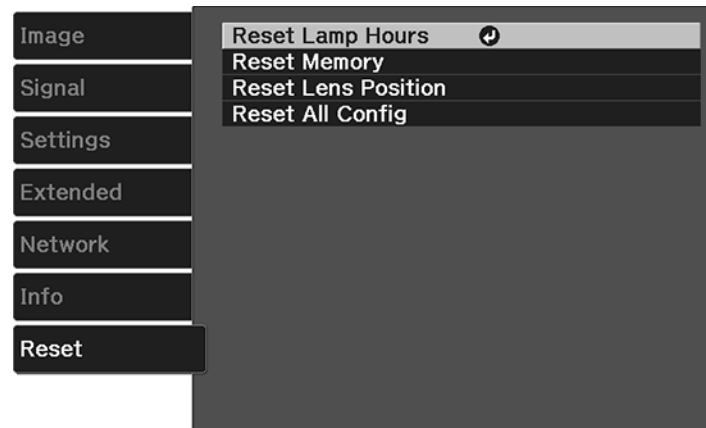 Image
Signal
Settings
Extended
Network
Info
Reset
Reset Lamp Hours
Reset Memory
Reset Lens Position
Reset All Config